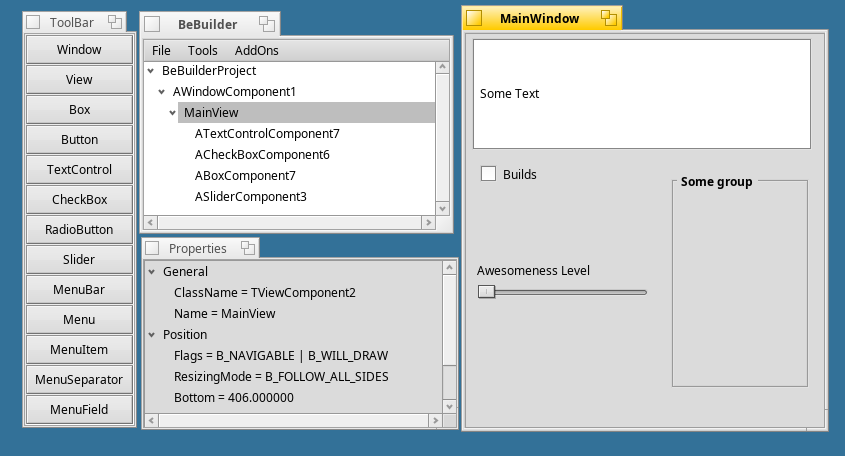 ToolBar
Window
View
Box
Button
TextControl
CheckBox
RadioButton
Slider
MenuBar
Menu
MenuItem
MenuSeparator
MenuField
BeBuilder
File Tools AddOns
BeBuilderProject
AWindowComponent1
MainView
ATextControlComponent7
ACheckBoxComponent6
ABoxComponent7
ASliderComponent3
Properties
General
ClassName = TViewComponent2
Name = MainView
Position
Flags = B_NAVIGABLE | B_WILL_DRAW
ResizingMode = B_FOLLOW_ALL_SIDES
Bottom = 406.000000
MainWindow
Some Text
Builds
Some group
Awesomeness Level